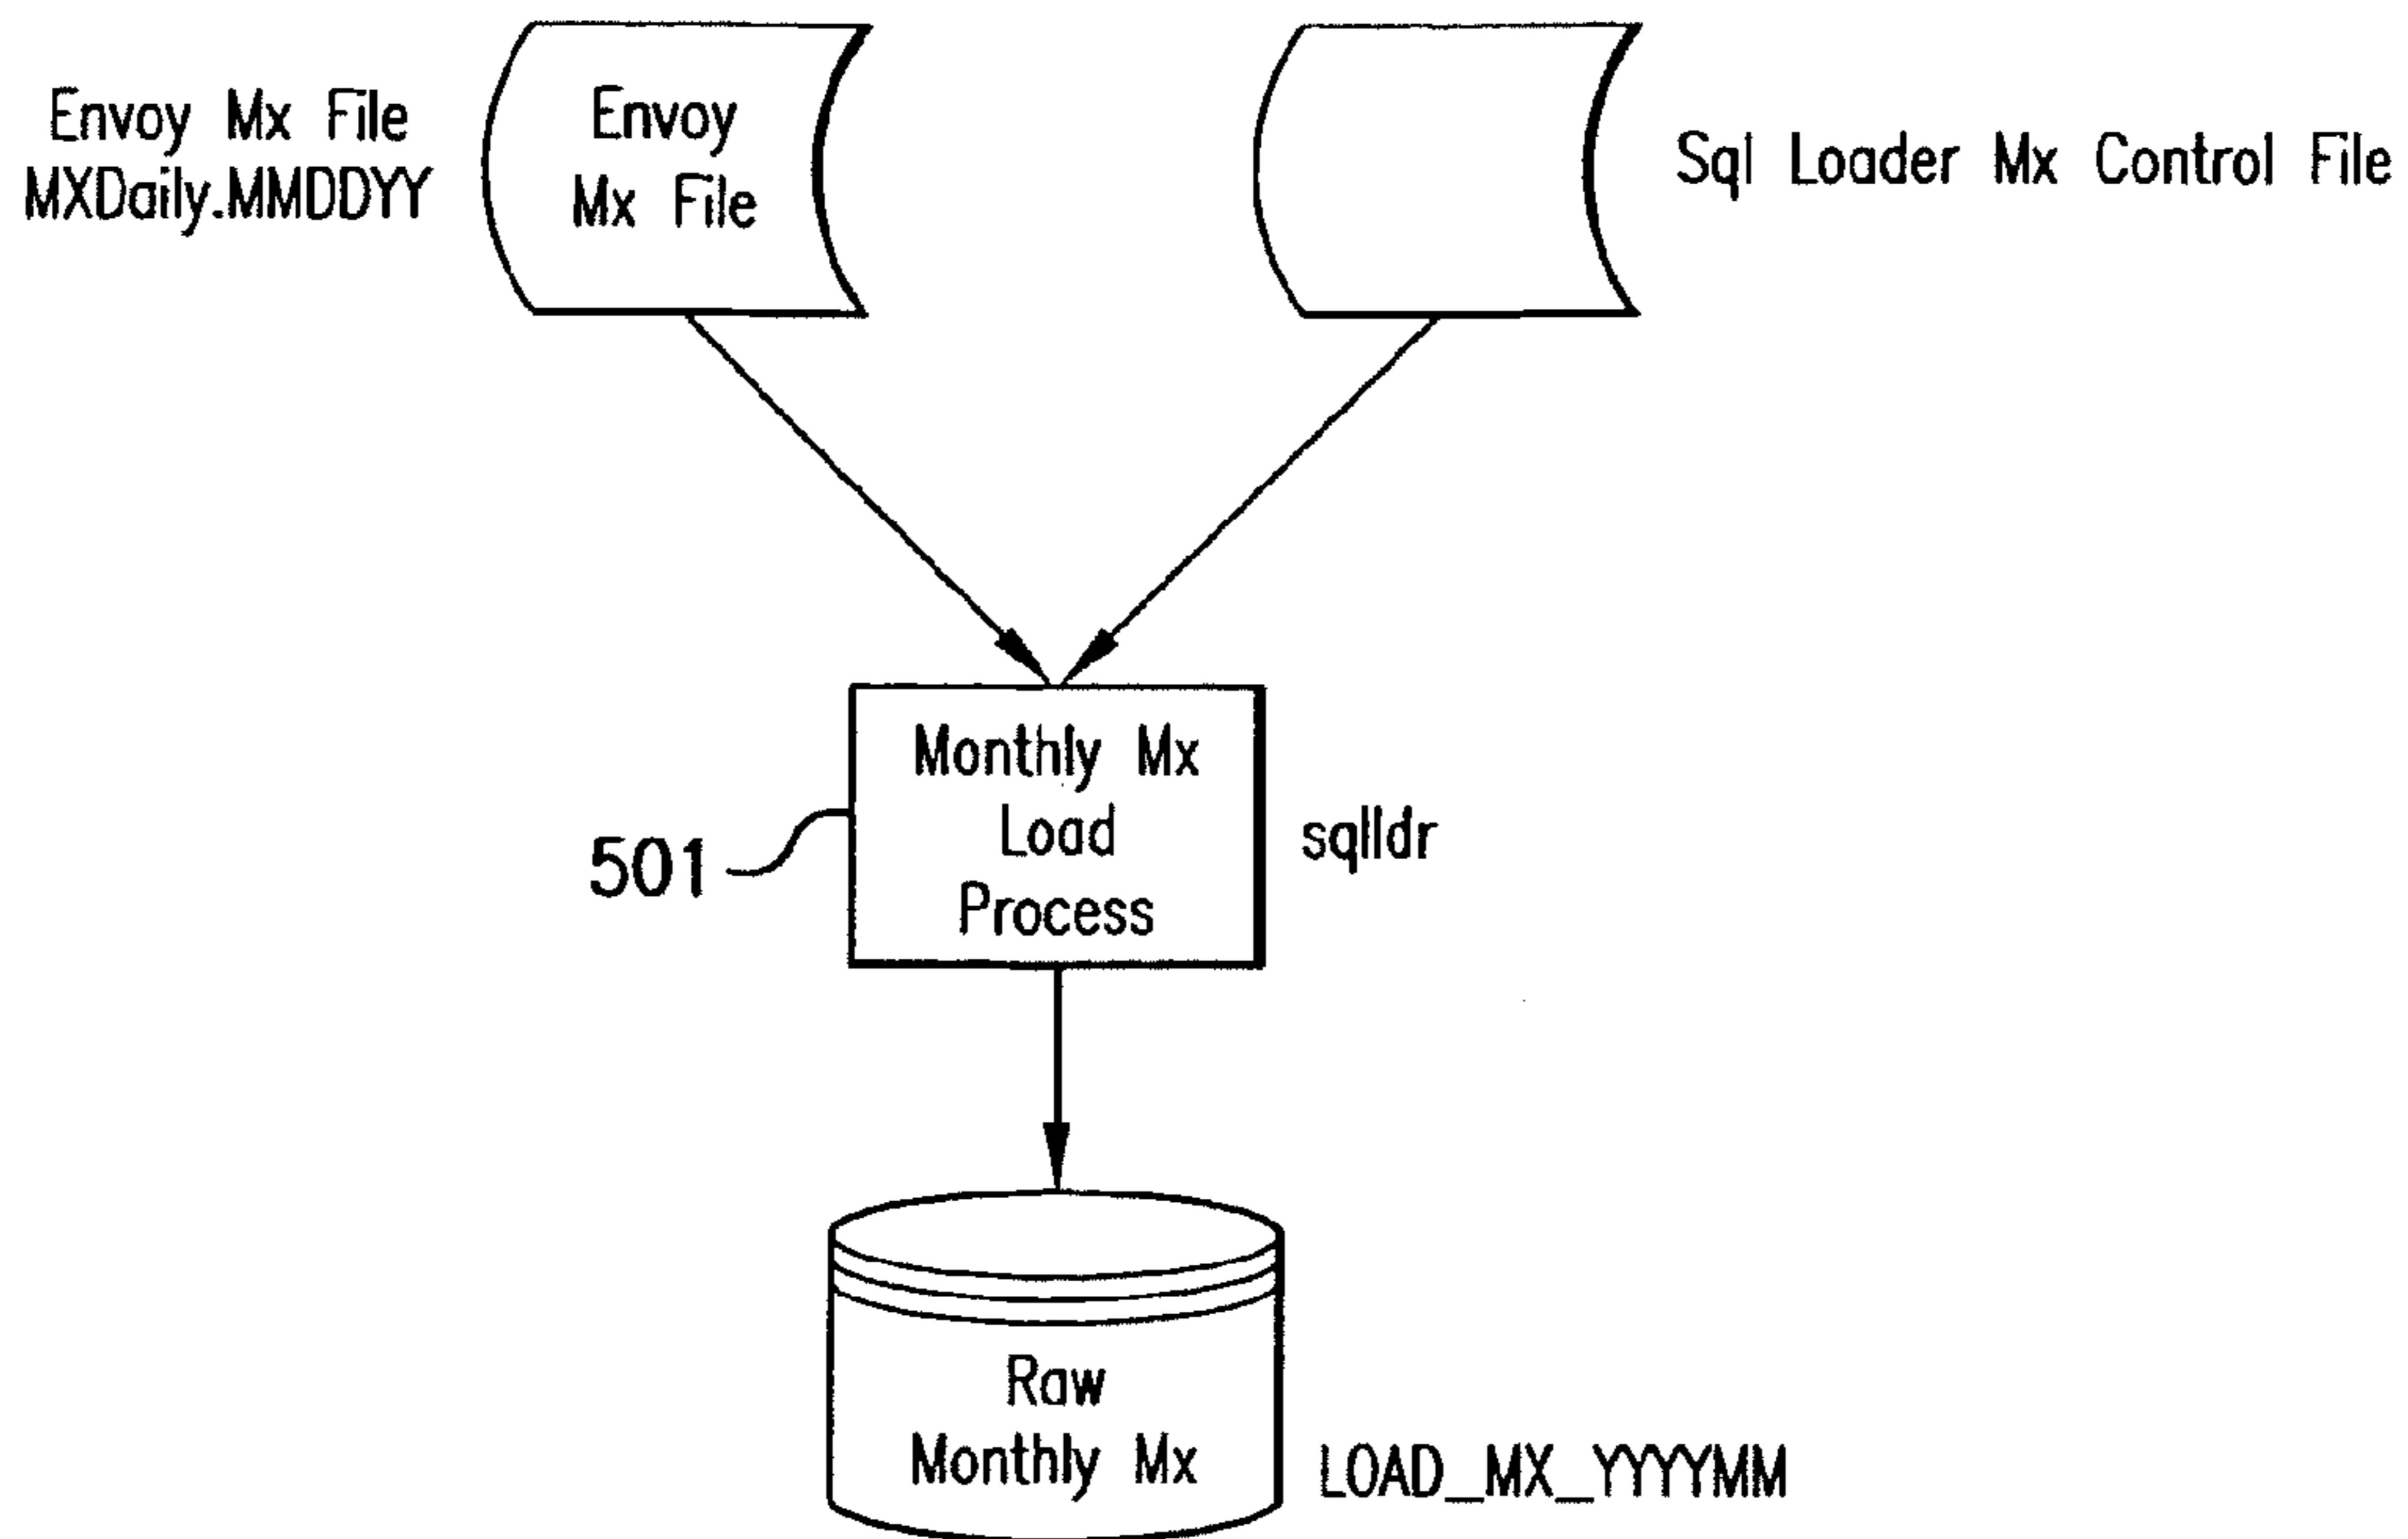 Envoy Mx File
MXDaily.MMDDYY
Envoy
Mx File
Sql Loader Mx Control File
Monthly Mx
Load
Process
501
sqlldr
Raw
Monthly Mx
LOAD_MX_YYYYMM